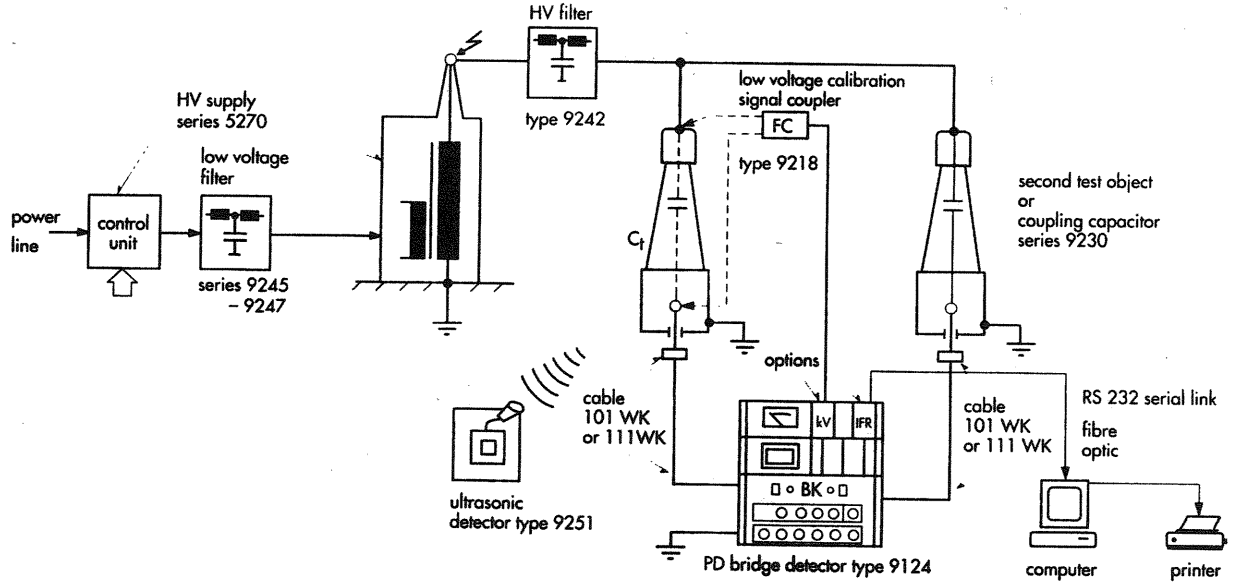 HV filter
type 9242
HV supply
series 5270
low voltage
filter
power
line
control
unit
series 9245
– 9247
low voltage calibration
signal coupler
FC
type 9218
Ct
second test object
or
coupling capacitor
series 9230
options
cable
101 WK
or 111WK
kV
IFR
BK
cable
101 WK
or 111 WK
RS 232 serial link
fibre
optic
ultrasonic
detector type 9251
PD bridge detector type 9124
computer
printer